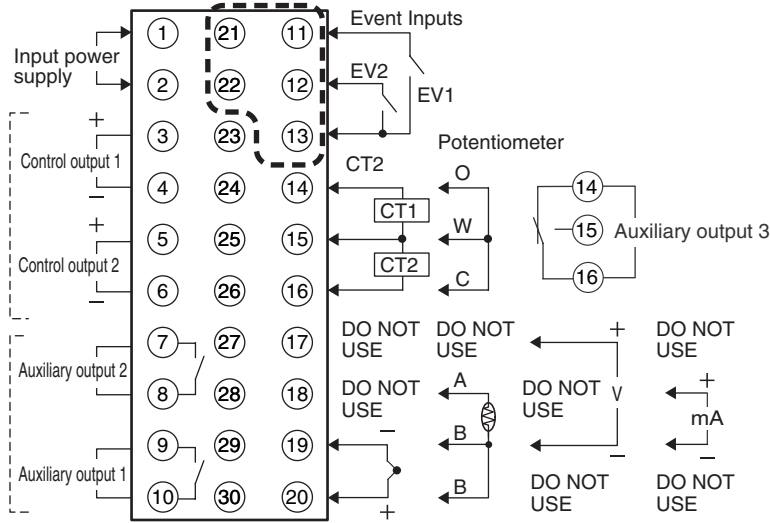 1 21 11 Event Inputs
Input power
supply
2 22 12 EV2
EV1
+
3 23 13
Control output 1
Potentiometer
CT2
4 24 14 O
−
CT1
14
+
5 25 15 W
15 Auxiliary output 3
Control output 2
CT2
6 26 16 C
−
16
7 27 17 DO NOT
USE
DO NOT
USE
+
DO NOT
USE
Auxiliary output 2
8 28 18 DO NOT
USE
A
DO NOT
USE
V
+
mA
−
9 29 19 −
B
−
Auxiliary output 1
10 30 20 +
B
DO NOT
USE
DO NOT
USE